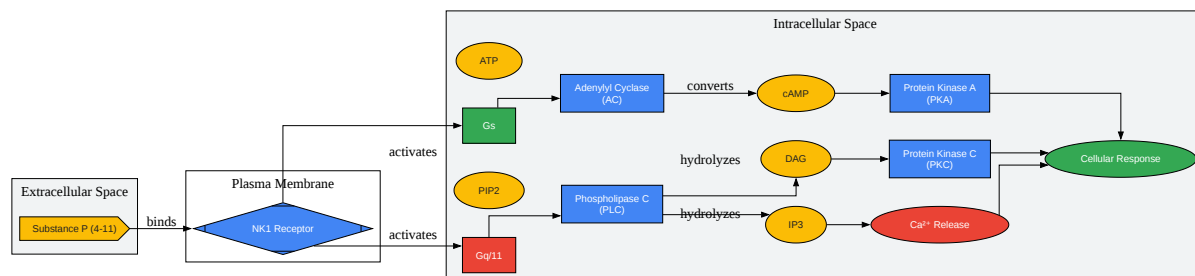 Intracellular Space
ATP
Adenylyl Cyclase
(AC)
converts
cAMP
Protein Kinase A
(PKA)
Gs
activates
hydrolyzes
DAG
Protein Kinase C
(PKC)
Cellular Response
Extracellular Space
Substance P (4-11)
binds
Plasma Membrane
NK1 Receptor
activates
PIP2
Phospholipase C
(PLC)
hydrolyzes
IP3
Ca²⁺ Release
Gq/11